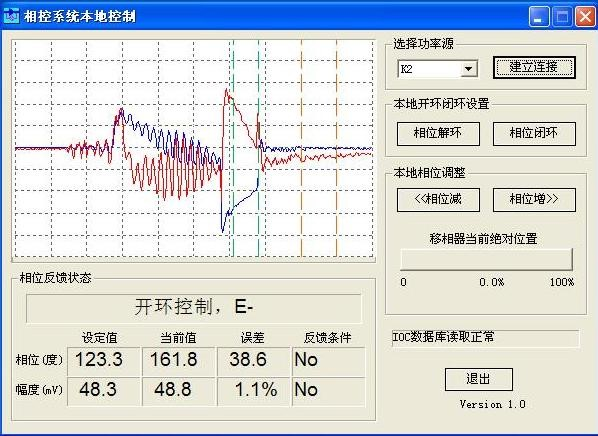 相控系统本地控制
选择功率源
K2
建立连接
本地开环闭环设置
相位解环
相位闭环
本地相位调整
<<相位减
相位增>>
移相器当前绝对位置
0 0.0% 100%
相位反馈状态
开环控制，E-
设定值 当前值 误差 反馈条件
相位(度) 123.3 161.8 38.6 No
幅度(mV) 48.3 48.8 1.1% No
IOC数据库读取正常
退出
Version 1.0